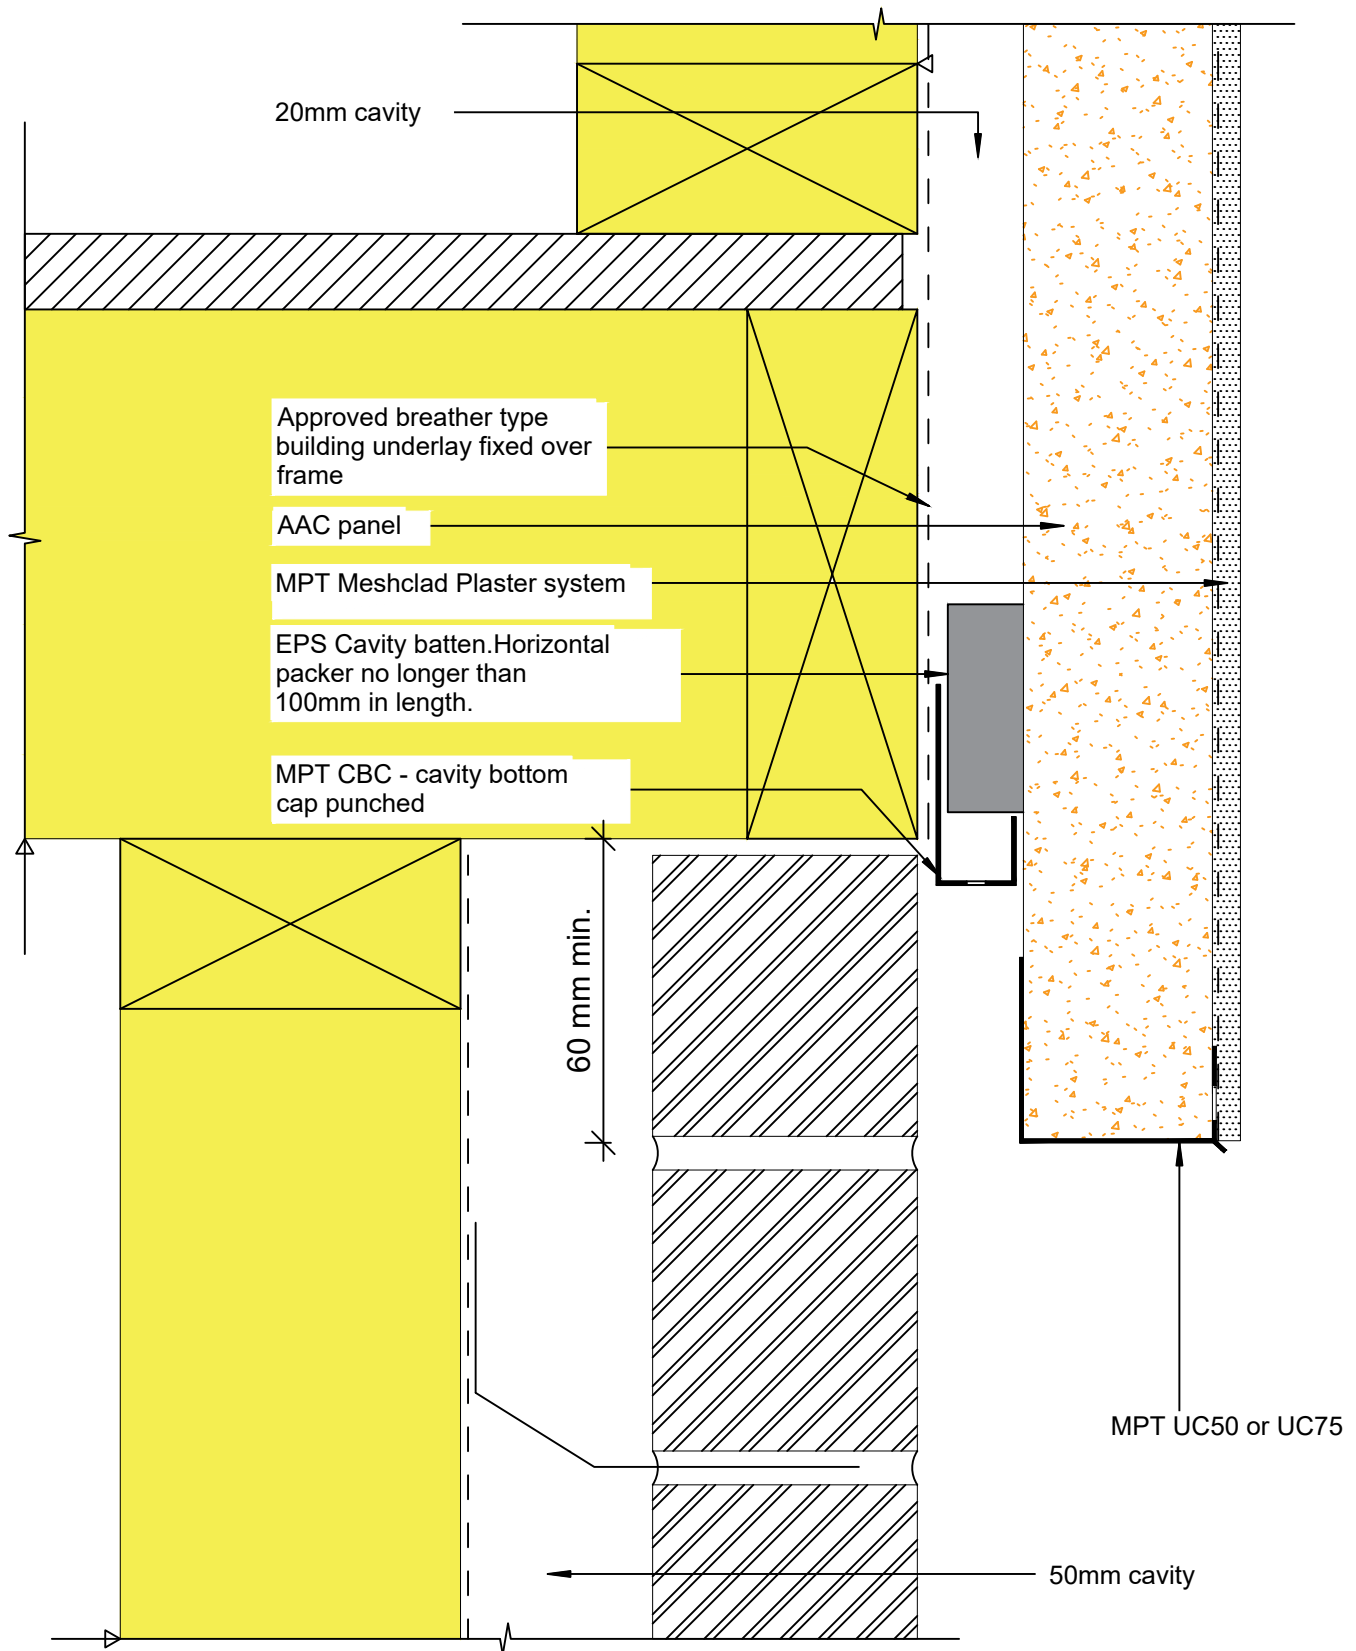 20mm cavity
Approved breather type
building underlay fixed over
frame
AAC panel
MPT Meshclad Plaster system
EPS Cavity batten.Horizontal
packer no longer than
100mm in length.
MPT CBC - cavity bottom
cap punched
60 mm min.
MPT UC50 or UC75
50mm cavity